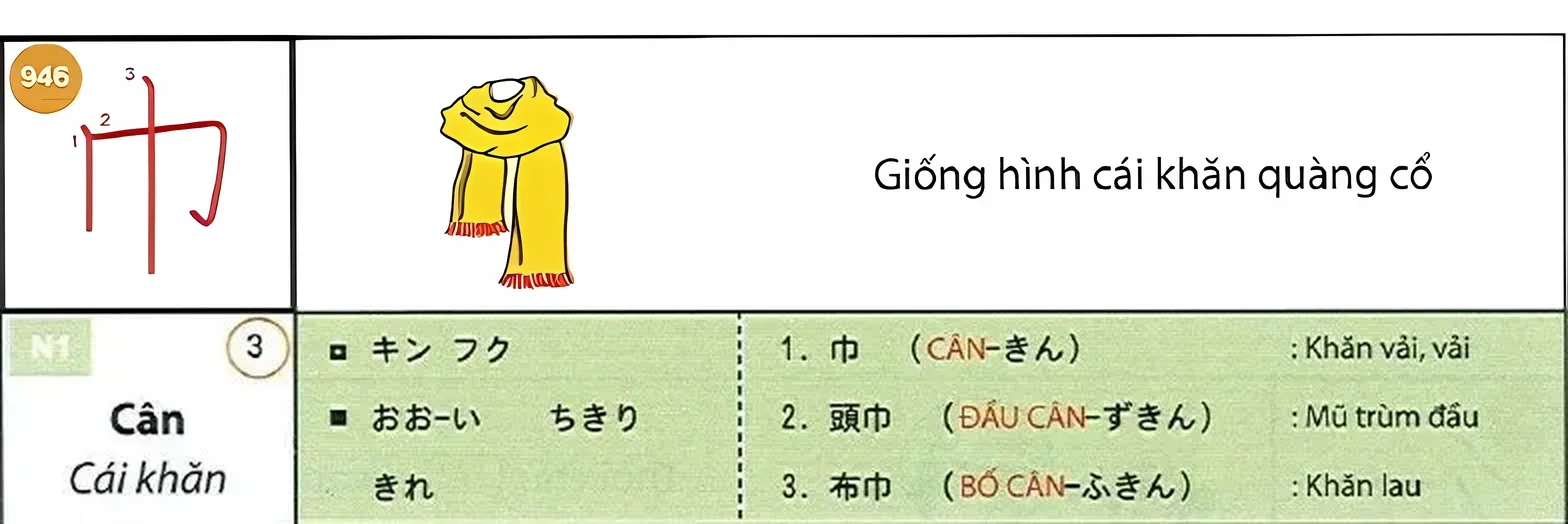 946
1
2
3
巾
Giống hình cái khăn quàng cổ
N1
3
Cân
Cái khăn
キン フク
おお-い ちきり
きれ
1. 巾 (CÂN-きん) : Khăn vải, vải
2. 頭巾 (ĐẦU CÂN-ずきん) : Mũ trùm đầu
3. 布巾 (BỐ CÂN-ふきん) : Khăn lau